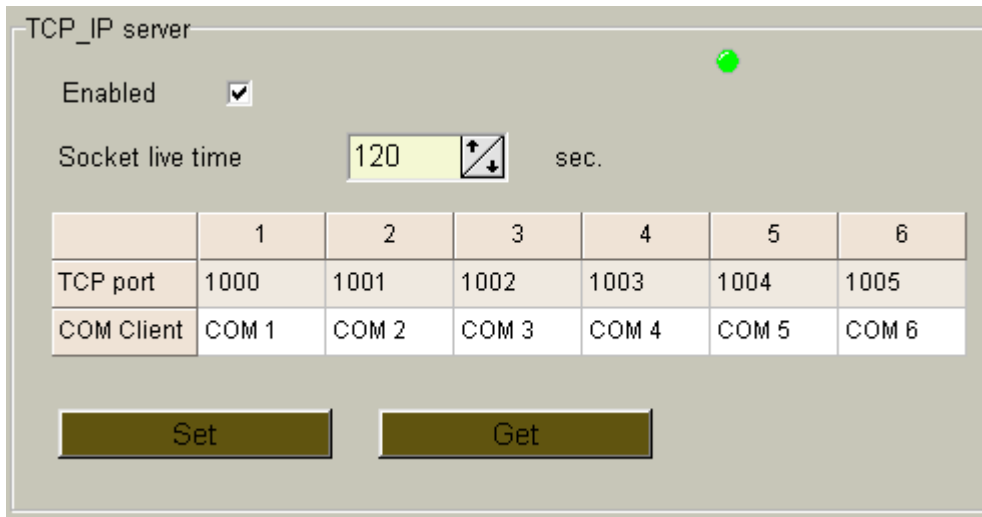 TCP_IP server
Enabled
Socket live time 120 sec.
1 2 3 4 5 6
TCP port 1000 1001 1002 1003 1004 1005
COM Client COM 1 COM 2 COM 3 COM 4 COM 5 COM 6
Set Get